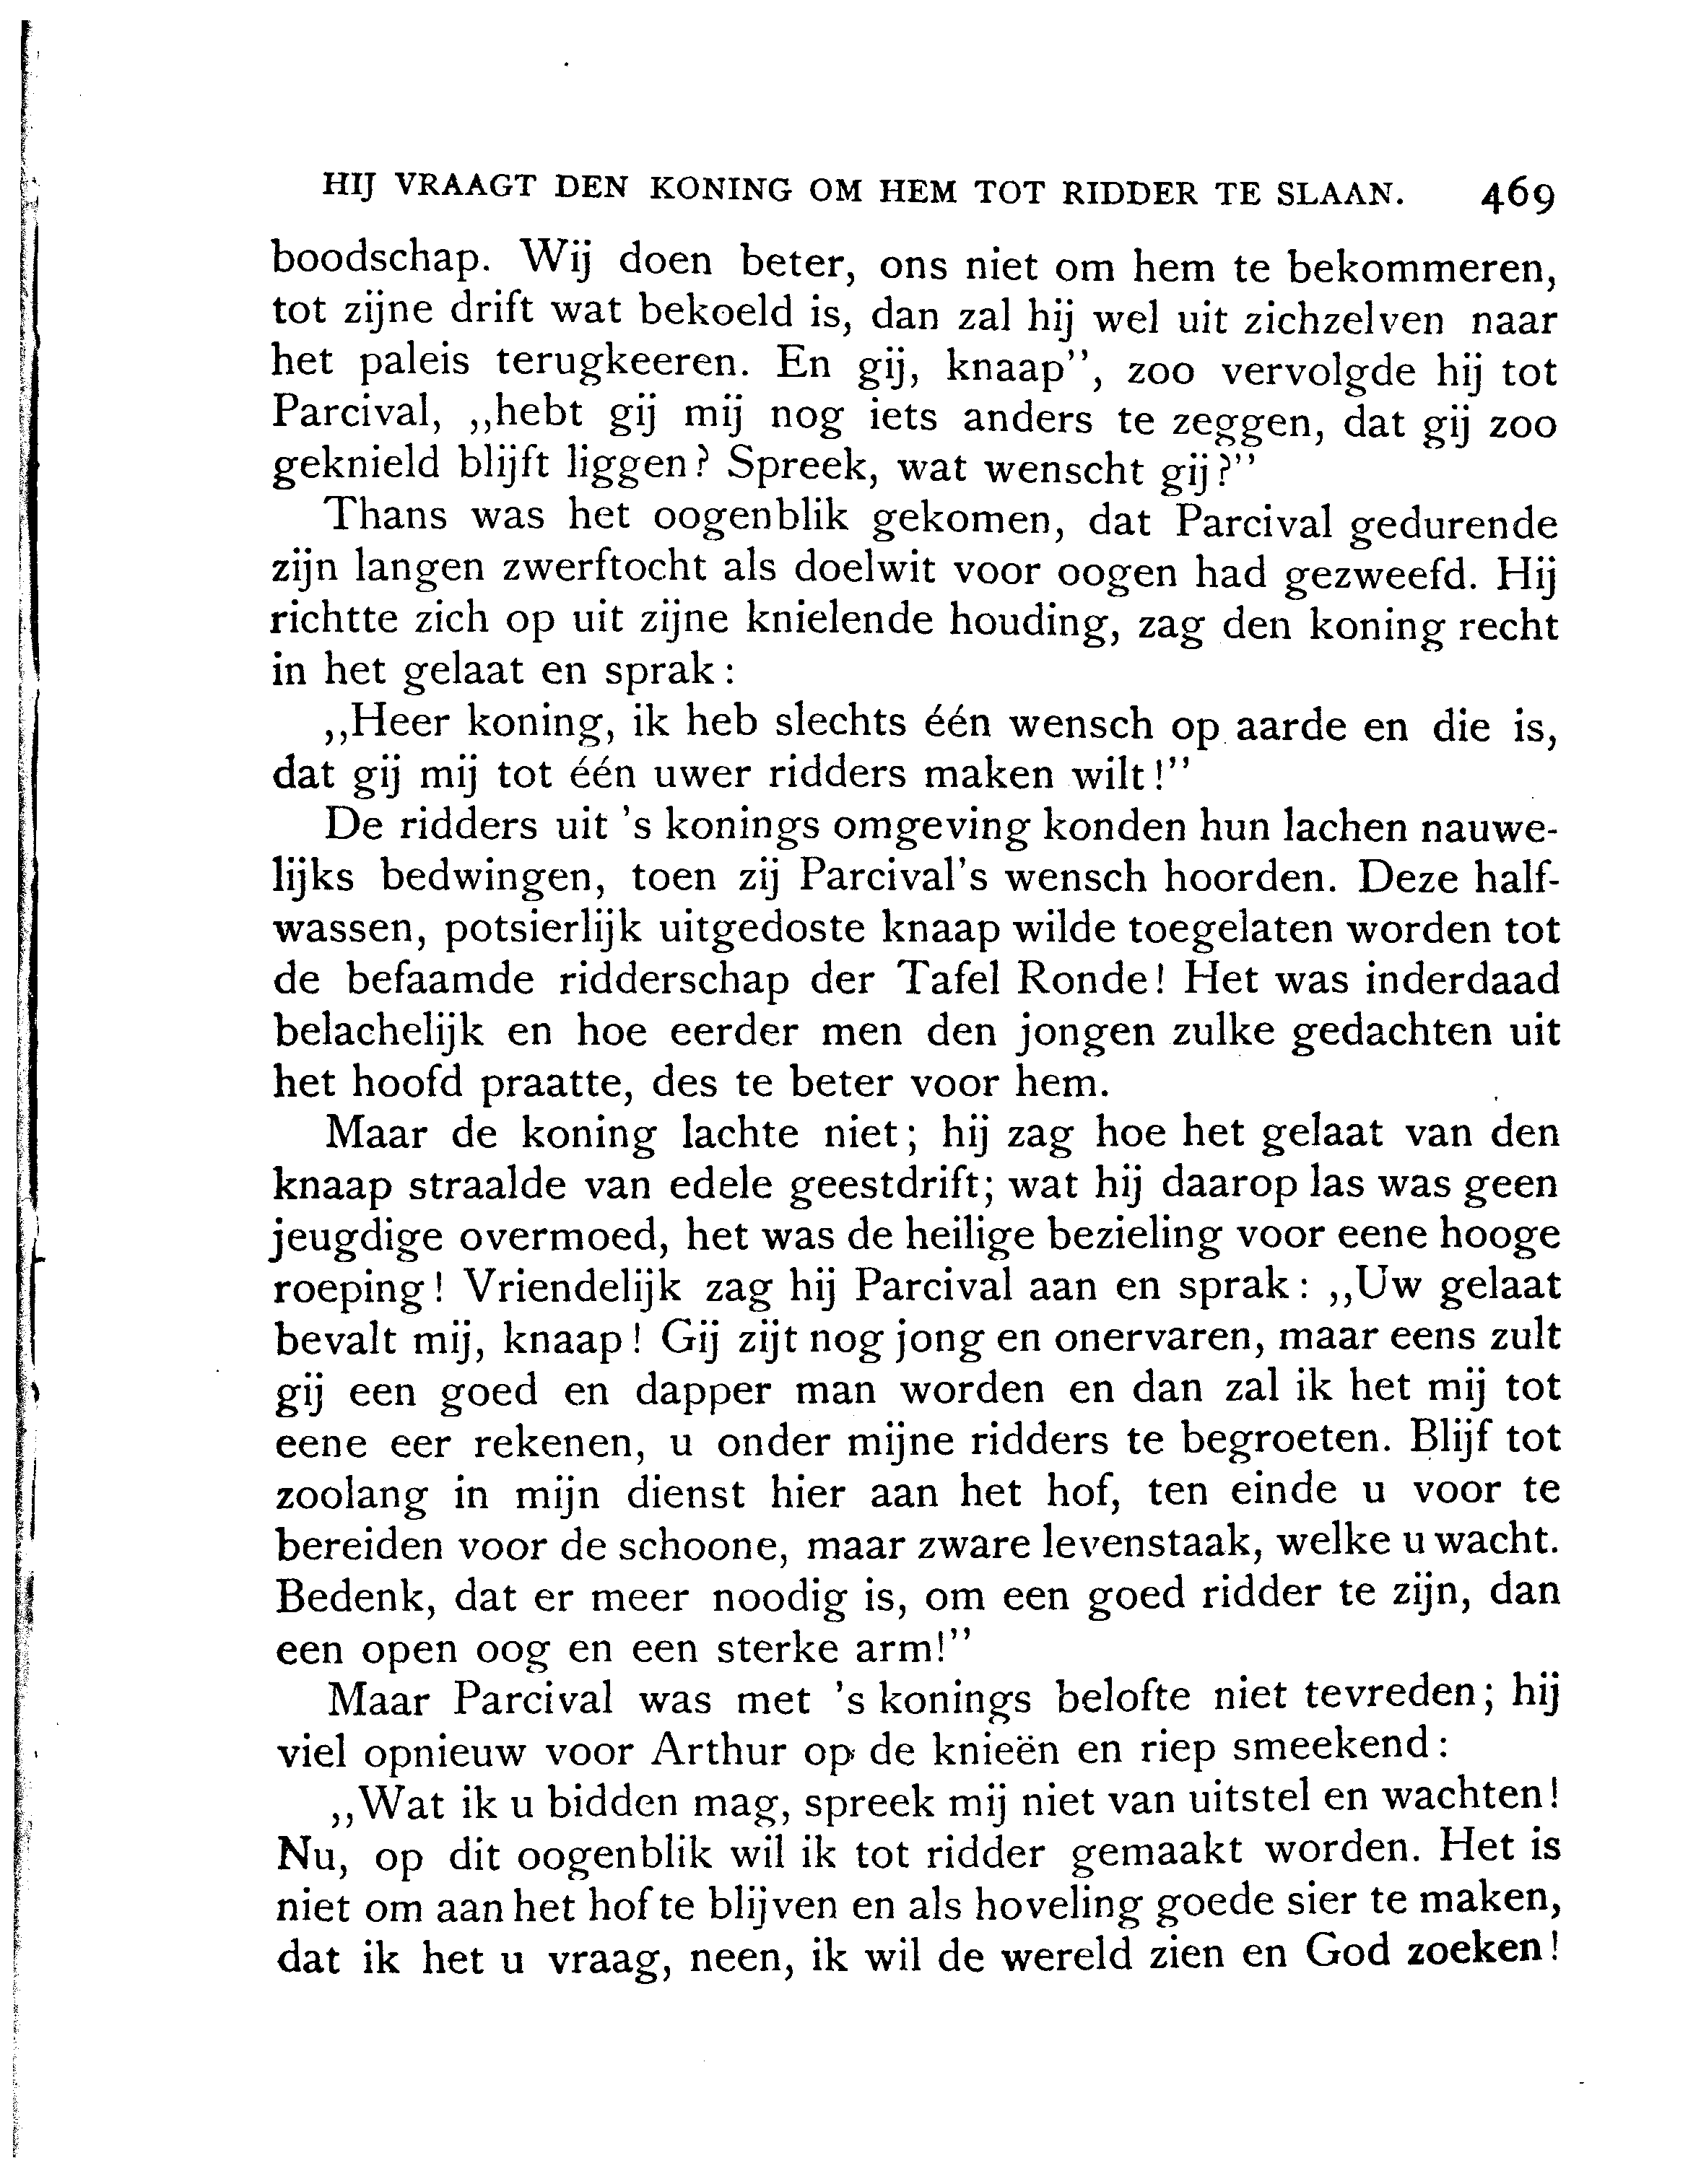 HIJ VRAAGT DEN KONING OM HEM TOT RIDDER TE SLAAN. 469
boodschap. Wij doen beter, ons niet om hem te bekommeren,
tot zijne drift wat bekoeld is, dan zal hij wel uit zichzelven naar
het paleis terugkeeren. En gij, knaap”, zoo vervolgde hij tot
Parcival, „hebt gij mij nog iets anders te zeggen, dat gij zoo
geknield blijft liggen? Spreek, wat wenscht gij?”
Thans was het oogenblik gekomen, dat Parcival gedurende
zijn langen zwerftocht als doelwit voor oogen had gezweefd. Hij
richtte zich op uit zijne knielende houding, zag den koning recht
in het gelaat en sprak:
„Heer koning, ik heb slechts één wensch op aarde en die is,
dat gij mij tot één uwer ridders maken wilt!”
De ridders uit 's konings omgeving konden hun lachen nauwe-
lijks bedwingen, toen zij Parcival's wensch hoorden. Deze half-
wassen, potsierlijk uitgedoste knaap wilde toegelaten worden tot
de befaamde ridderschap der Tafel Ronde! Het was inderdaad
belachelijk en hoe eerder men den jongen zulke gedachten uit
het hoofd praatte, des te beter voor hem.
Maar de koning lachte niet; hij zag hoe het gelaat van den
knaap straalde van edele geestdrift; wat hij daarop las was geen
jeugdige overmoed, het was de heilige bezieling voor eene hooge
roeping! Vriendelijk zag hij Parcival aan en sprak: „Uw gelaat
bevalt mij, knaap! Gij zijt nog jong en onervaren, maar eens zult
gij een goed en dapper man worden en dan zal ik het mij tot
eene eer rekenen, u onder mijne ridders te begroeten. Blijf tot
zoolang in mijn dienst hier aan het hof, ten einde u voor te
bereiden voor de schoone, maar zware levenstaak, welke u wacht.
Bedenk, dat er meer noodig is, om een goed ridder te zijn, dan
een open oog en een sterke arm!”
Maar Parcival was met 's konings belofte niet tevreden; hij
viel opnieuw voor Arthur op de knieën en riep smeekend:
„Wat ik u bidden mag, spreek mij niet van uitstel en wachten!
Nu, op dit oogenblik wil ik tot ridder gemaakt worden. Het is
niet om aan het hof te blijven en als hoveling goede sier te maken,
dat ik het u vraag, neen, ik wil de wereld zien en God zoeken!